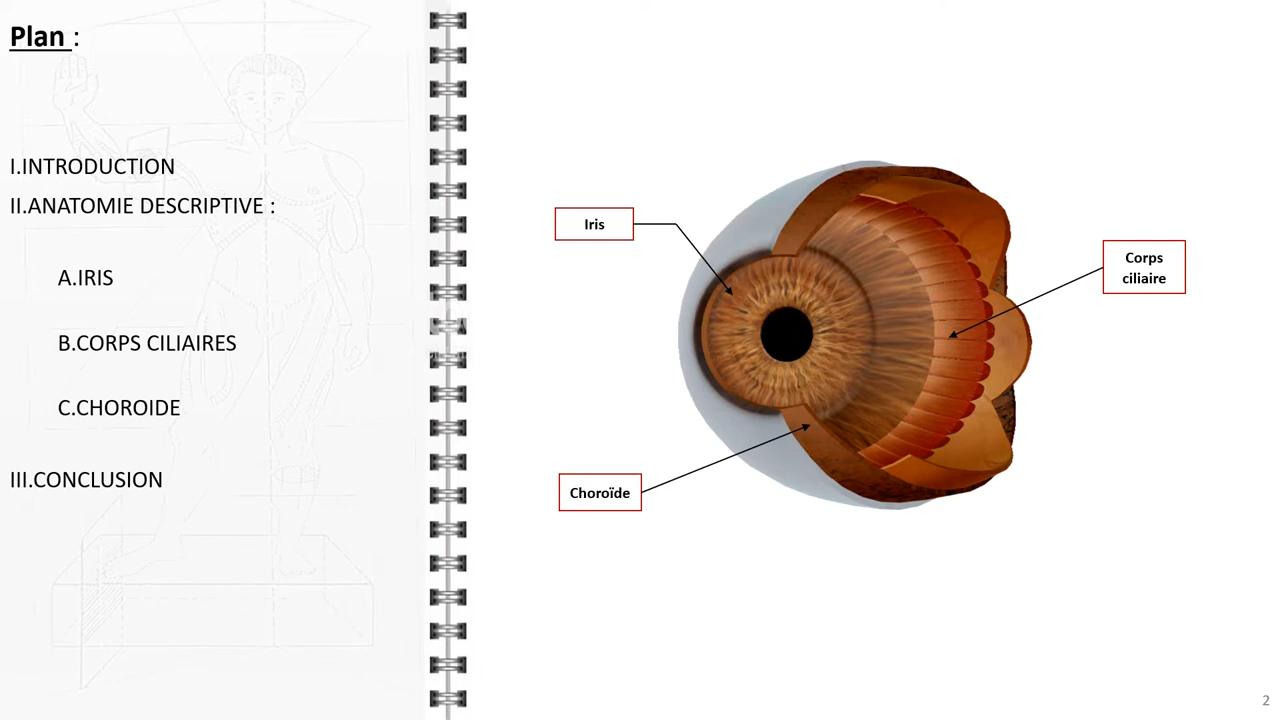 Plan :
I.INTRODUCTION
II.ANATOMIE DESCRIPTIVE :
A.IRIS
B.CORPS CILIAIRES
C.CHOROIDE
III.CONCLUSION
Iris
Corps
ciliaire
Choroïde
2